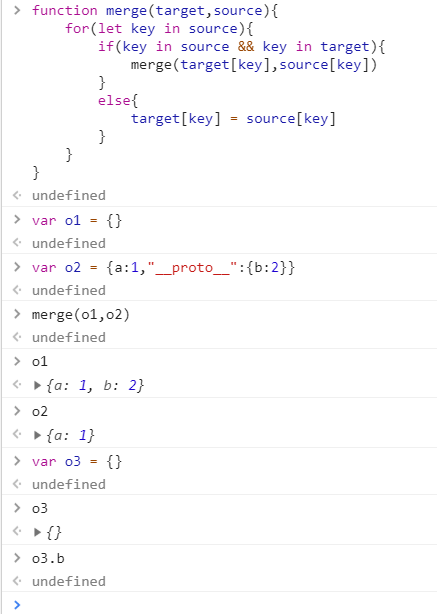 > function merge(target,source){
for(let key in source){
if(key in source && key in target){
merge(target[key],source[key])
}
else{
target[key] = source[key]
}
}
}
< undefined
> var o1 = {}
< undefined
> var o2 = {a:1,"__proto__":{b:2}}
< undefined
> merge(o1,o2)
< undefined
> o1
< ▶{a: 1, b: 2}
> o2
< ▶{a: 1}
> var o3 = {}
< undefined
> o3
< ▶{}
> o3.b
< undefined
>